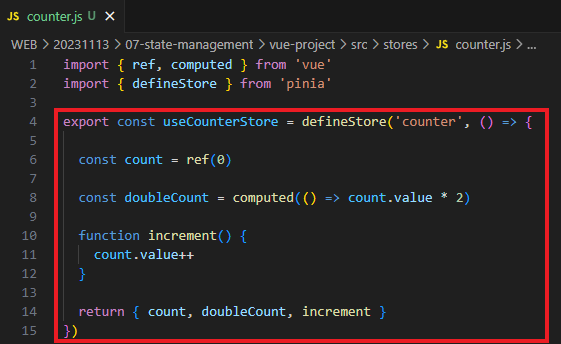 JS counter.js U ✕
WEB > 20231113 > 07-state-management > vue-project > src > stores > JS counter.js > ...
1 import { ref, computed } from 'vue'
2 import { defineStore } from 'pinia'
3
4 export const useCounterStore = defineStore('counter', () => {
5
6   const count = ref(0)
7
8   const doubleCount = computed(() => count.value * 2)
9
10   function increment() {
11     count.value++
12   }
13
14   return { count, doubleCount, increment }
15 })